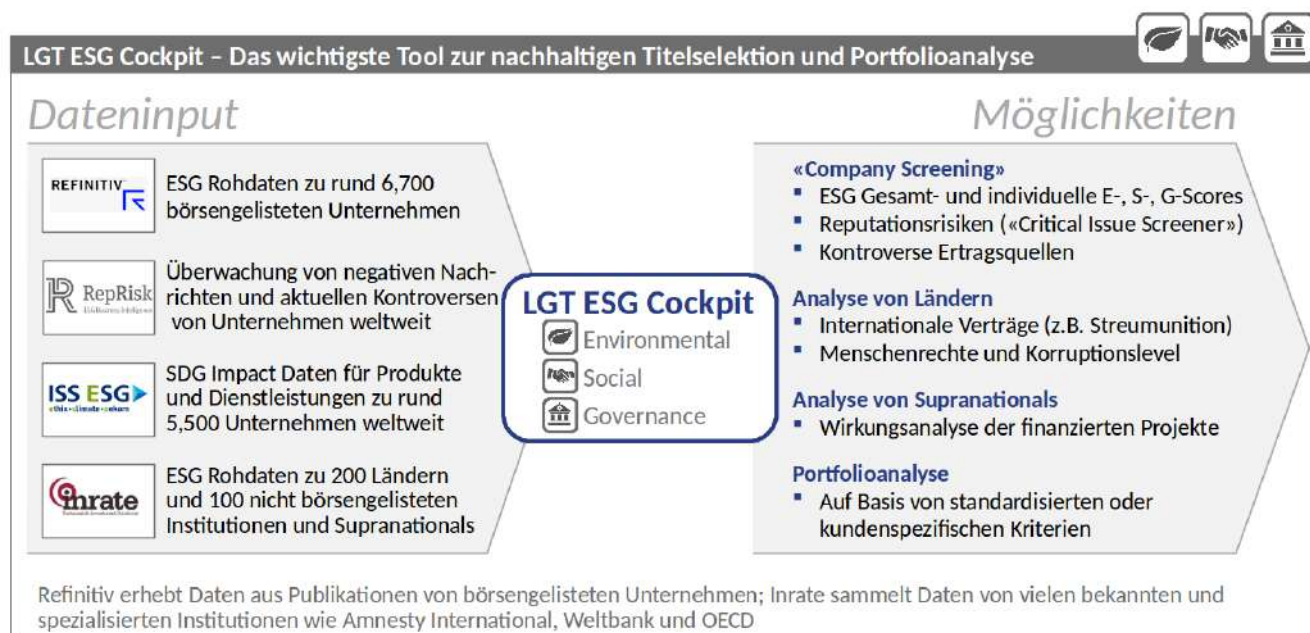 LGT ESG Cockpit – Das wichtigste Tool zur nachhaltigen Titelselektion und Portfolioanalyse
Dateninput
REFINITIV
ESG Rohdaten zu rund 6,700
börsengelisteten Unternehmen
RepRisk
Überwachung von negativen Nach-
richten und aktuellen Kontroversen
von Unternehmen weltweit
ISS ESG
SDG Impact Daten für Produkte
und Dienstleistungen zu rund
5,500 Unternehmen weltweit
inrate
ESG Rohdaten zu 200 Ländern
und 100 nicht börsengelisteten
Institutionen und Supranationals
LGT ESG Cockpit
Environmental
Social
Governance
Möglichkeiten
«Company Screening»
▪ ESG Gesamt- und individuelle E-, S-, G-Scores
▪ Reputationsrisiken («Critical Issue Screener»)
▪ Kontroverse Ertragsquellen
Analyse von Ländern
▪ Internationale Verträge (z.B. Streumunition)
▪ Menschenrechte und Korruptionslevel
Analyse von Supranationals
▪ Wirkungsanalyse der finanzierten Projekte
Portfolioanalyse
▪ Auf Basis von standardisierten oder
kundenspezifischen Kriterien
Refinitiv erhebt Daten aus Publikationen von börsengelisteten Unternehmen; Inrate sammelt Daten von vielen bekannten und
spezialisierten Institutionen wie Amnesty International, Weltbank und OECD